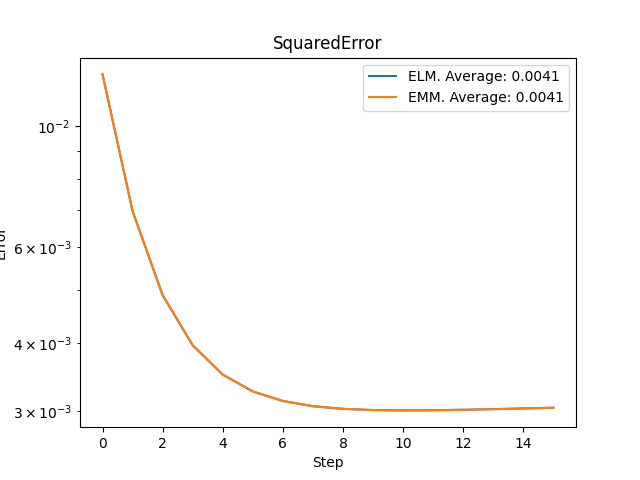 SquaredError
ELM. Average: 0.0041
EMM. Average: 0.0041
10⁻²
6 × 10⁻³
4 × 10⁻³
3 × 10⁻³
Error
0 2 4 6 8 10 12 14
Step